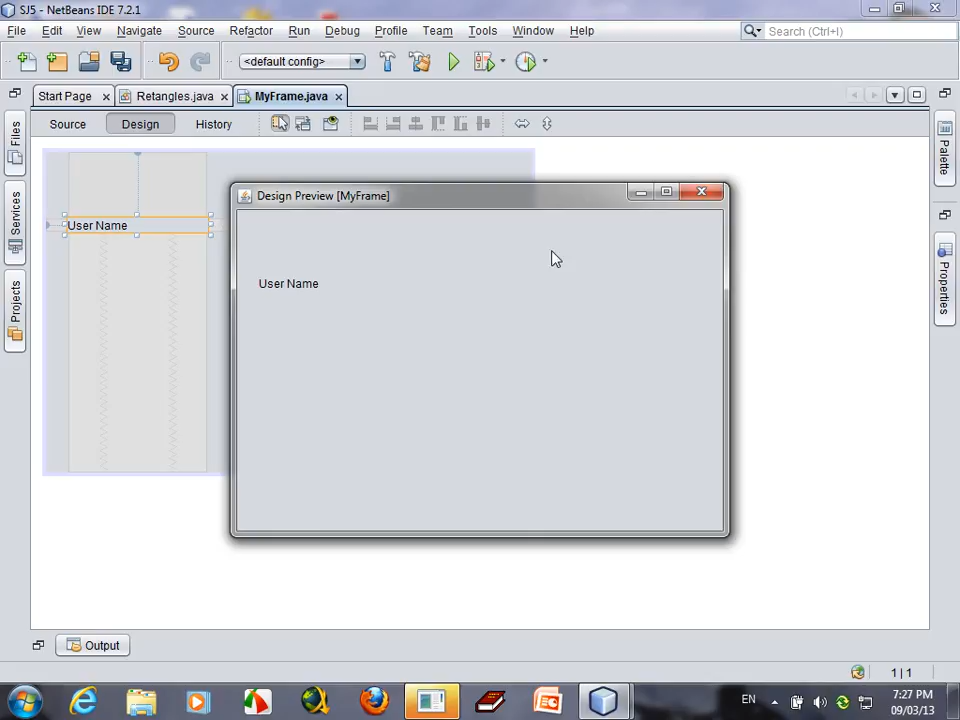 SJ5 - NetBeans IDE 7.2.1
File Edit View Navigate Source Refactor Run Debug Profile Team Tools Window Help
Search (Ctrl+I)
<default config>
Start Page Retangles.java MyFrame.java
Source Design History
Files
Services
Projects
Palette
Properties
User Name
Design Preview [MyFrame]
User Name
Output
1 | 1
EN
7:27 PM
09/03/13